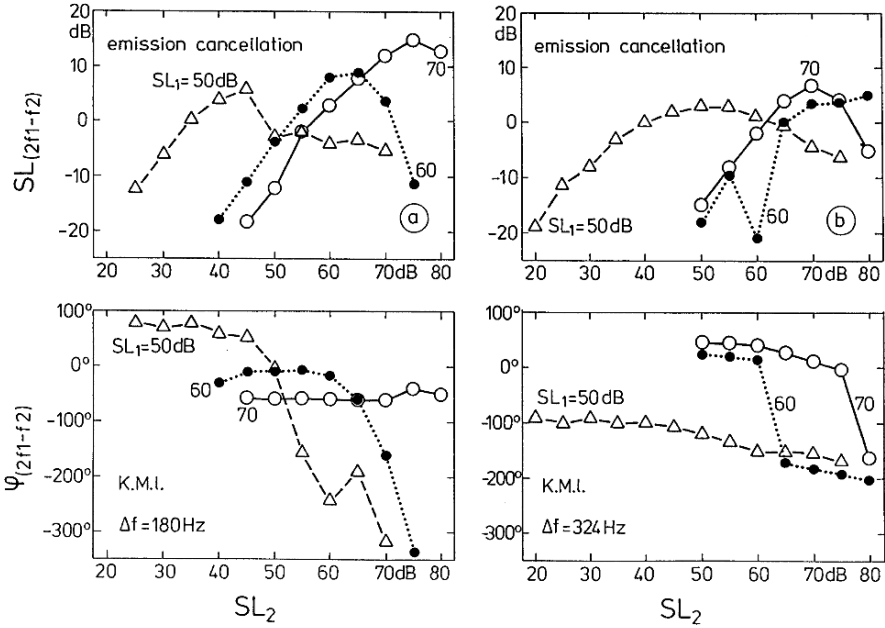 20
dB
10
0
-10
-20
SL(2f1-f2)
emission cancellation
SL1=50dB
70
60
a
20 30 40 50 60 70dB 80
20
dB
10
0
-10
-20
emission cancellation
70
60
SL1=50dB
b
20 30 40 50 60 70dB 80
100°
0°
-100°
-200°
-300°
φ(2f1-f2)
SL1=50dB
60
70
K.M.l.
Δf=180Hz
20 30 40 50 60 70dB 80
SL2
100°
0°
-100°
-200°
-300°
SL1=50dB
60
70
K.M.l.
Δf=324Hz
20 30 40 50 60 70dB 80
SL2